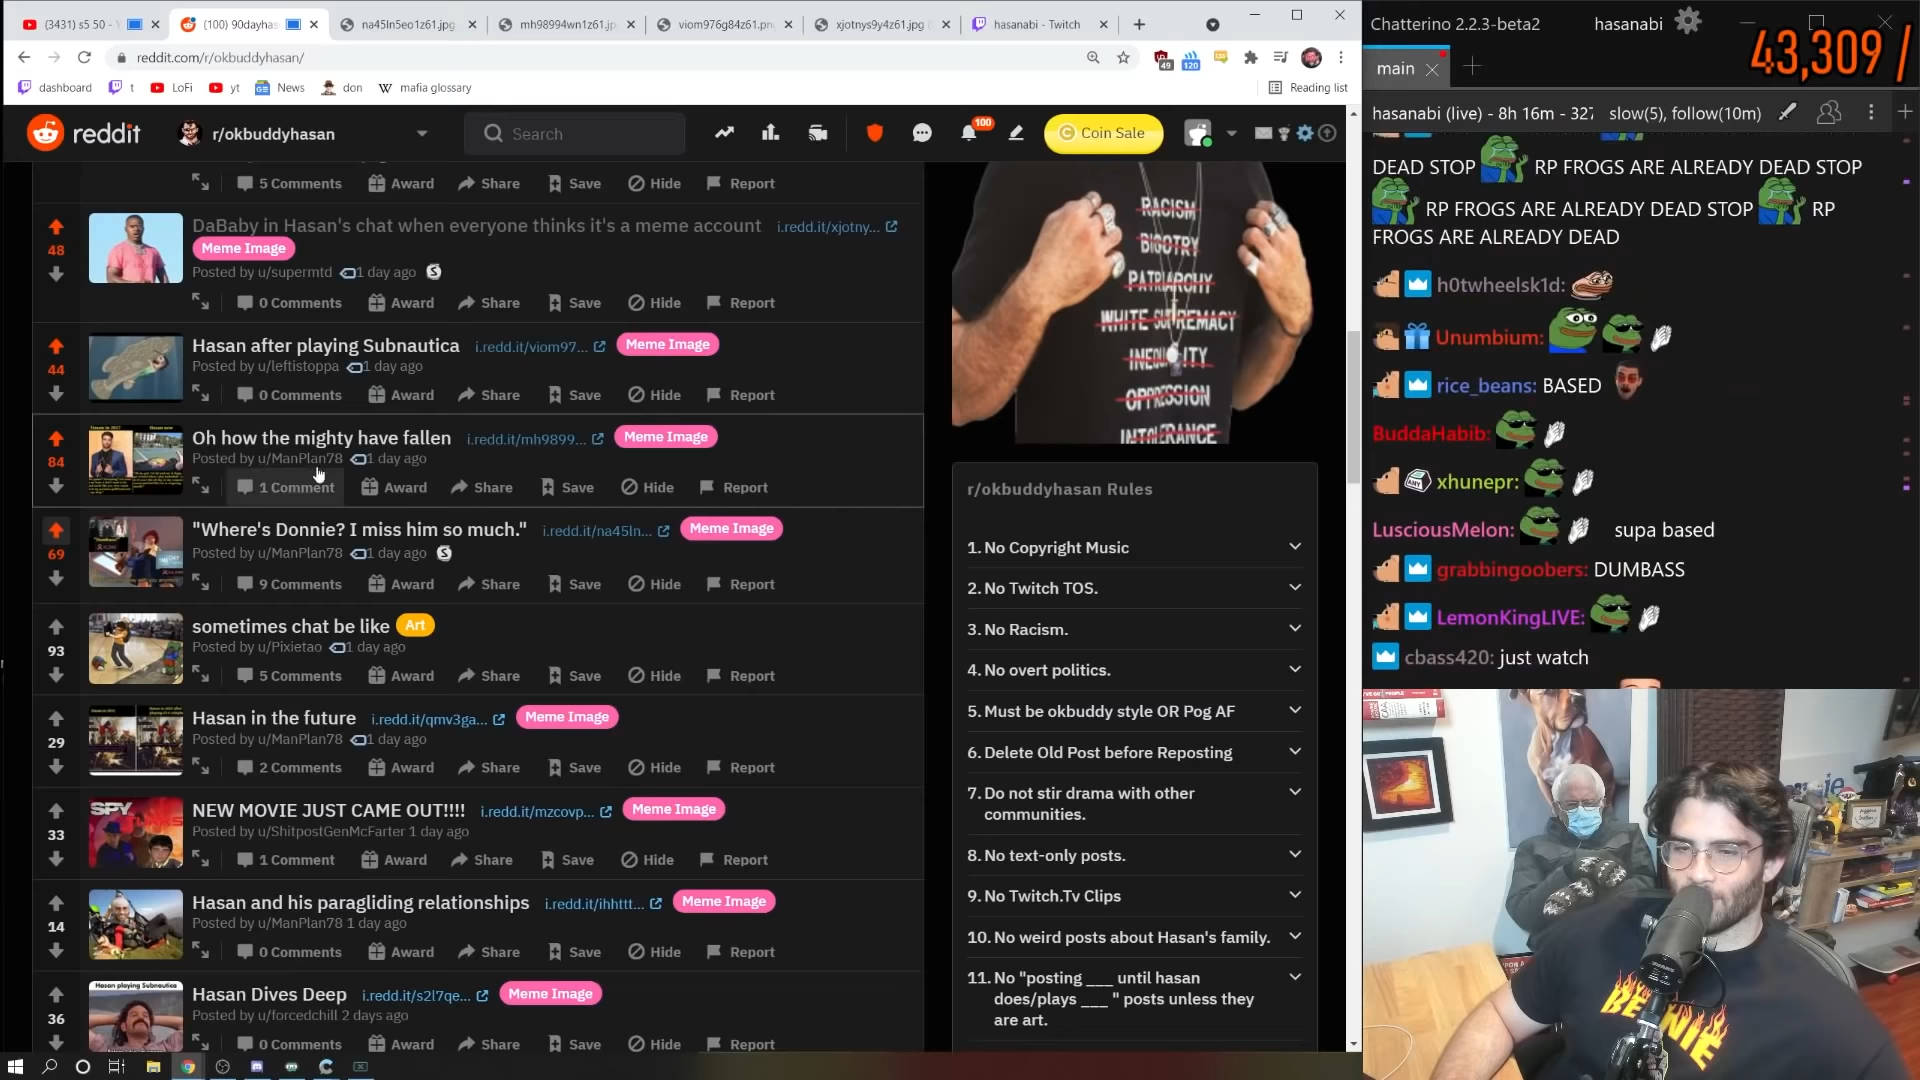 (3431) s5 50 -
(100) 90dayhas
na45ln5eo1z61.jpg
mh98994wn1z61.jp
viom976g84z61.pn
xjotnys9y4z61.jpg
hasanabi - Twitch
reddit.com/r/okbuddyhasan/
49
120
dashboard
t
LoFi
yt
News
don
W mafia glossary
Reading list
reddit
r/okbuddyhasan
Search
100
Coin Sale
5 Comments Award Share Save Hide Report
48
DaBaby in Hasan's chat when everyone thinks it's a meme account i.redd.it/xjotny...
Meme Image
Posted by u/supermtd 1 day ago S
0 Comments Award Share Save Hide Report
44
Hasan after playing Subnautica i.redd.it/viom97... Meme Image
Posted by u/leftistoppa 1 day ago
0 Comments Award Share Save Hide Report
84
Oh how the mighty have fallen i.redd.it/mh9899... Meme Image
Posted by u/ManPlan78 1 day ago
1 Comment Award Share Save Hide Report
69
"Where's Donnie? I miss him so much." i.redd.it/na45ln... Meme Image
Posted by u/ManPlan78 1 day ago S
9 Comments Award Share Save Hide Report
93
sometimes chat be like Art
Posted by u/Pixietao 1 day ago
5 Comments Award Share Save Hide Report
29
Hasan in the future i.redd.it/qmv3ga... Meme Image
Posted by u/ManPlan78 1 day ago
2 Comments Award Share Save Hide Report
33
SPY
NEW MOVIE JUST CAME OUT!!!! i.redd.it/mzcovp... Meme Image
Posted by u/ShitpostGenMcFarter 1 day ago
1 Comment Award Share Save Hide Report
14
Hasan and his paragliding relationships i.redd.it/ihhttt... Meme Image
Posted by u/ManPlan78 1 day ago
0 Comments Award Share Save Hide Report
36
Hasan playing Subnautica
Hasan Dives Deep i.redd.it/s2l7qe... Meme Image
Posted by u/forcedchill 2 days ago
0 Comments Award Share Save Hide Report
RACISM
BIGOTRY
PATRIARCHY
WHITE SUPREMACY
INEQUALITY
OPPRESSION
INTOLERANCE
r/okbuddyhasan Rules
1. No Copyright Music
2. No Twitch TOS.
3. No Racism.
4. No overt politics.
5. Must be okbuddy style OR Pog AF
6. Delete Old Post before Reposting
7. Do not stir drama with other
communities.
8. No text-only posts.
9. No Twitch.Tv Clips
10. No weird posts about Hasan's family.
11. No "posting ___ until hasan
does/plays ___ " posts unless they
are art.
Chatterino 2.2.3-beta2
hasanabi
43,309 /
main
hasanabi (live) - 8h 16m - 327
slow(5), follow(10m)
DEAD STOP RP FROGS ARE ALREADY DEAD STOP
RP FROGS ARE ALREADY DEAD STOP RP
FROGS ARE ALREADY DEAD
h0twheelsk1d:
Unumbium:
rice_beans: BASED
BuddaHabib:
xhunepr:
LusciousMelon: supa based
grabbingoobers: DUMBASS
LemonKingLIVE:
cbass420: just watch
BERNIE